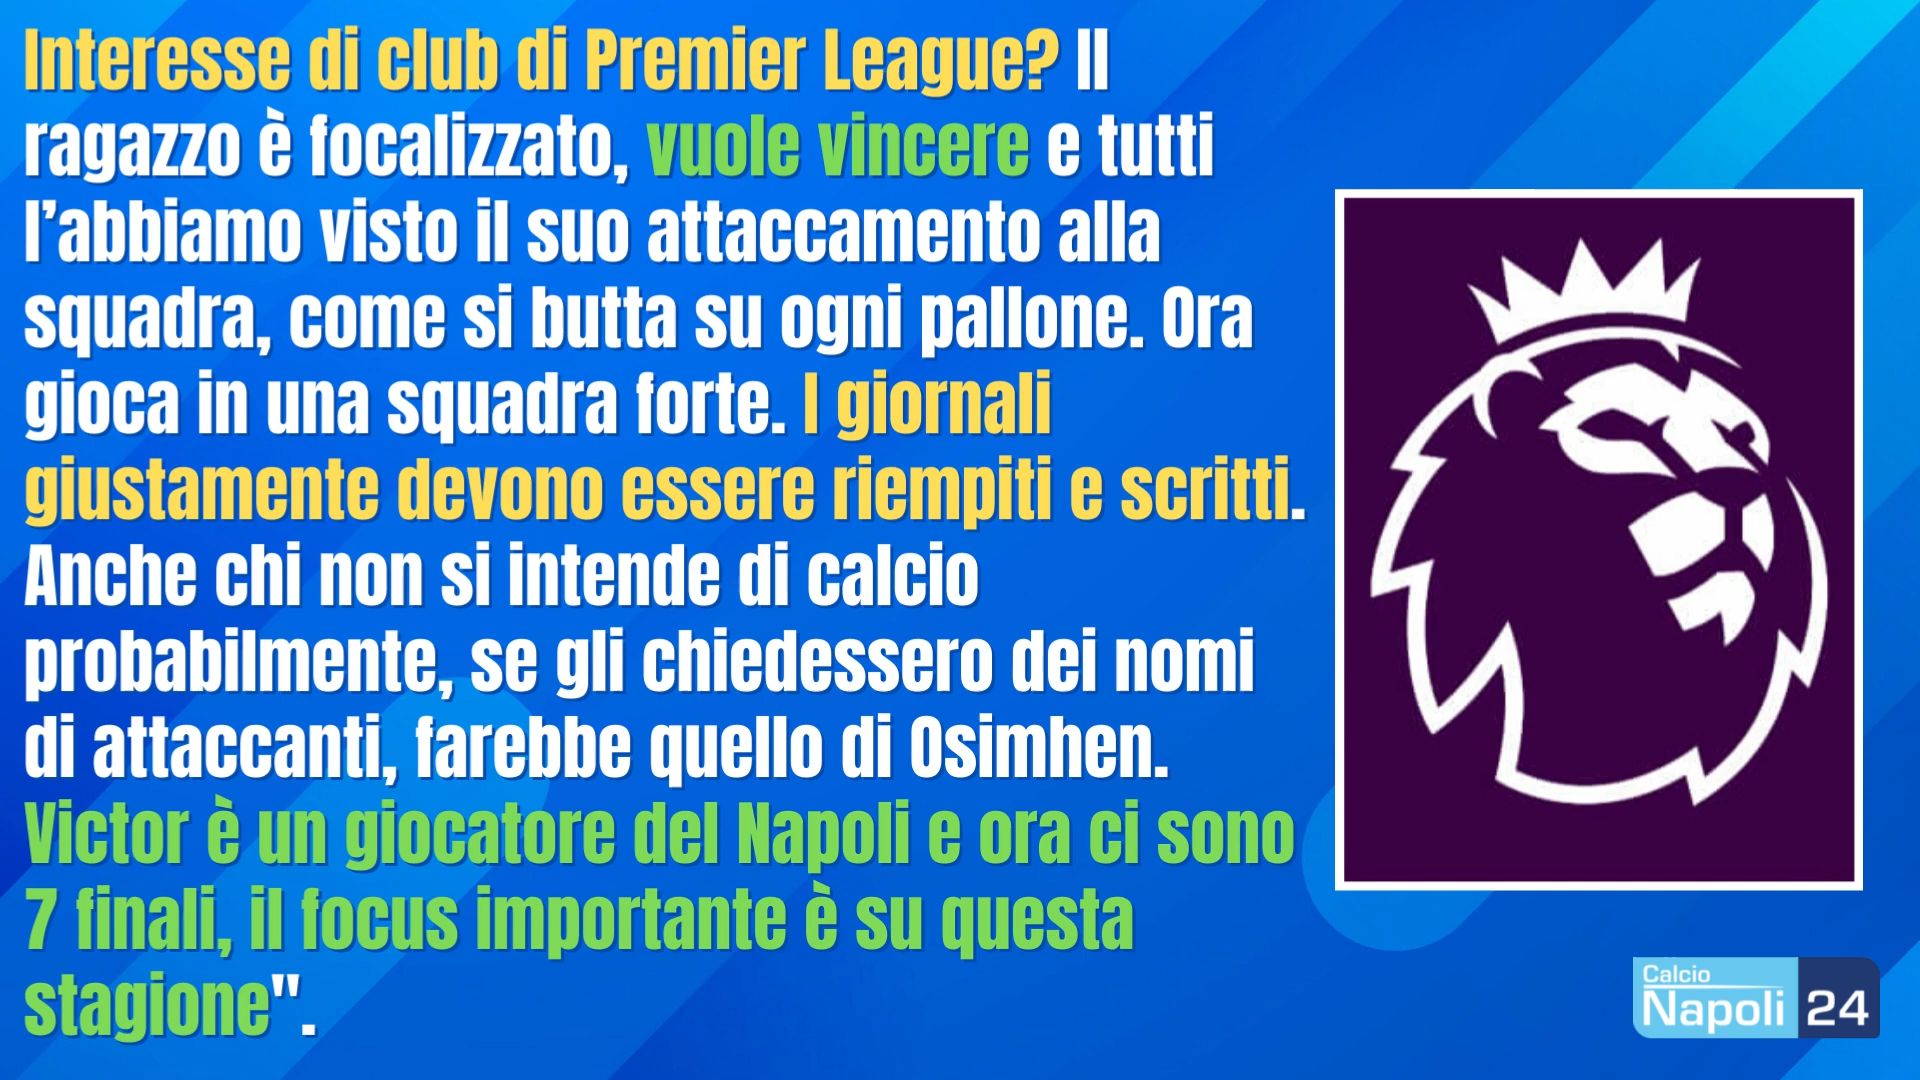 Interesse di club di Premier League? Il
ragazzo è focalizzato, vuole vincere e tutti
l’abbiamo visto il suo attaccamento alla
squadra, come si butta su ogni pallone. Ora
gioca in una squadra forte. I giornali
giustamente devono essere riempiti e scritti.
Anche chi non si intende di calcio
probabilmente, se gli chiedessero dei nomi
di attaccanti, farebbe quello di Osimhen.
Victor è un giocatore del Napoli e ora ci sono
7 finali, il focus importante è su questa
stagione".
Calcio
Napoli 24